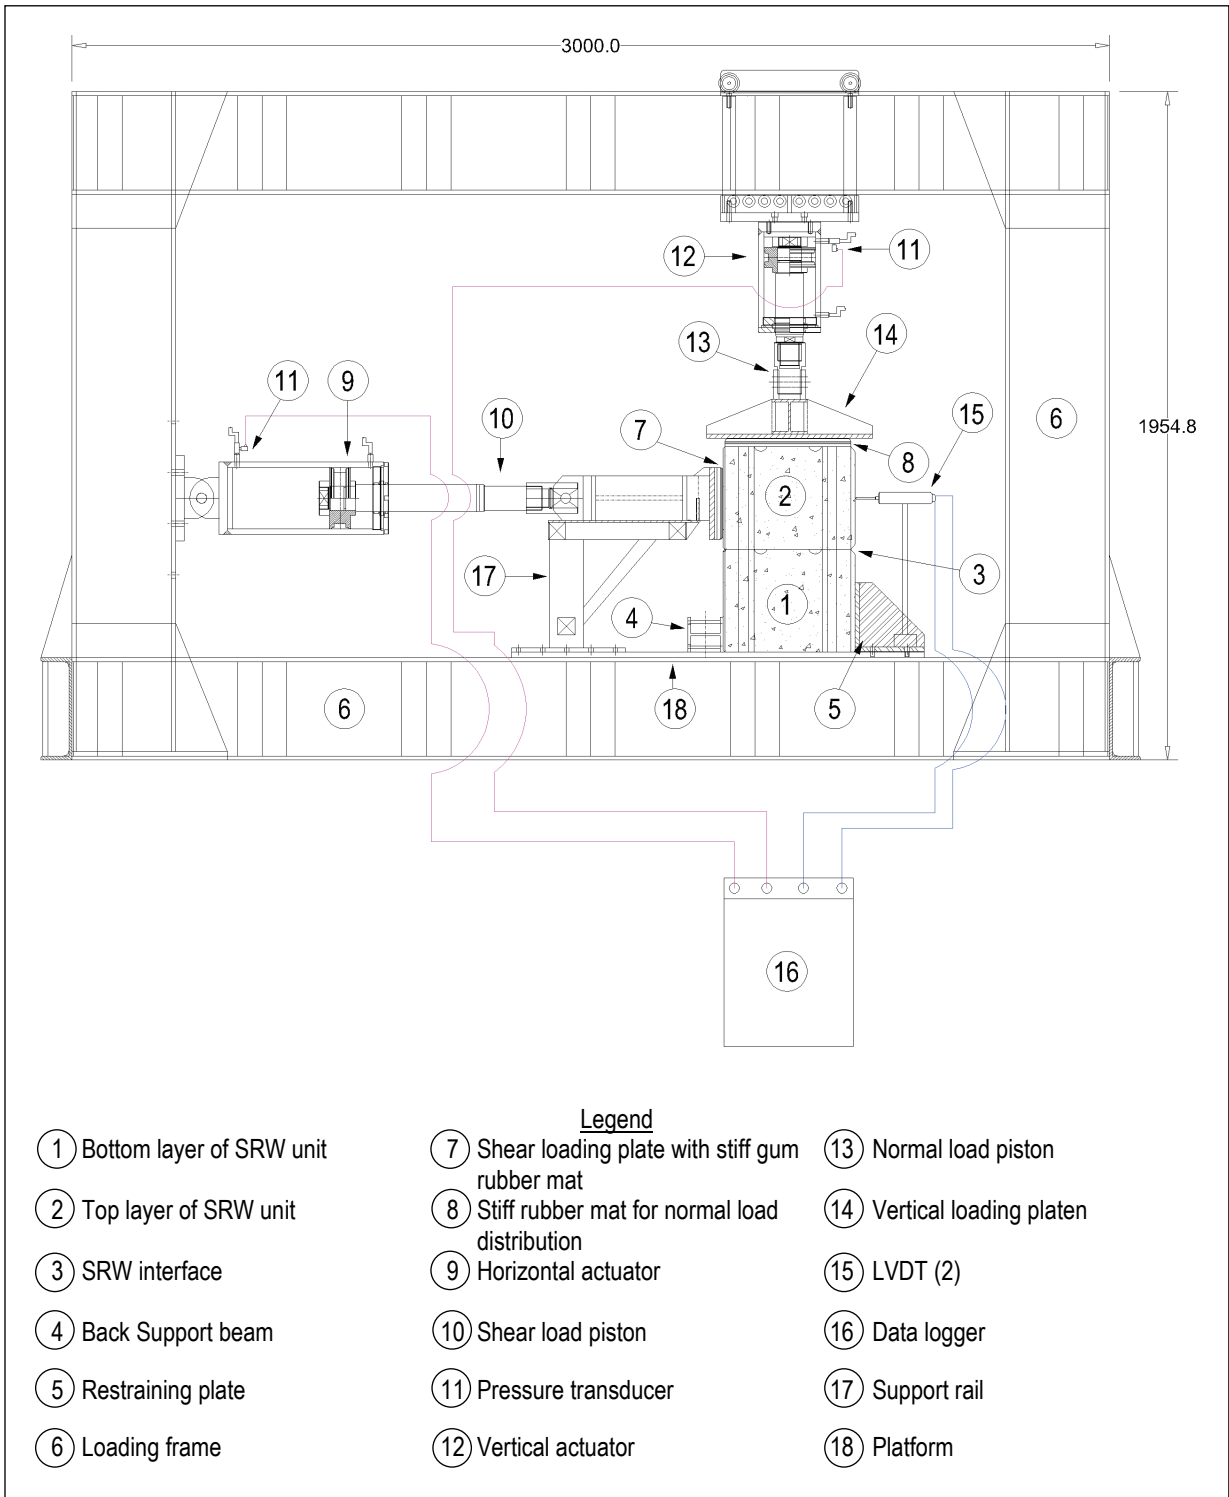 3000.0
12
11
13
14
11
9
10
7
15
6
1954.8
8
2
17
3
4
1
6
18
5
16
Legend
1 Bottom layer of SRW unit
2 Top layer of SRW unit
3 SRW interface
4 Back Support beam
5 Restraining plate
6 Loading frame
7 Shear loading plate with stiff gum
rubber mat
8 Stiff rubber mat for normal load
distribution
9 Horizontal actuator
10 Shear load piston
11 Pressure transducer
12 Vertical actuator
13 Normal load piston
14 Vertical loading platen
15 LVDT (2)
16 Data logger
17 Support rail
18 Platform